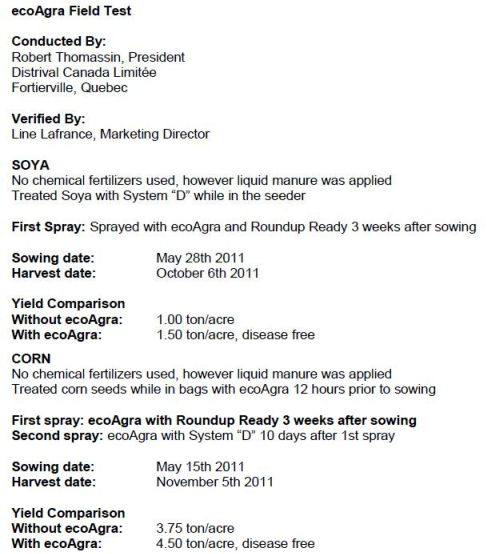 ecoAgra Field Test
Conducted By:
Robert Thomassin, President
Distrival Canada Limitée
Fortierville, Quebec
Verified By:
Line Lafrance, Marketing Director
SOYA
No chemical fertilizers used, however liquid manure was applied
Treated Soya with System “D” while in the seeder
First Spray: Sprayed with ecoAgra and Roundup Ready 3 weeks after sowing
Sowing date: May 28th 2011
Harvest date: October 6th 2011
Yield Comparison
Without ecoAgra: 1.00 ton/acre
With ecoAgra: 1.50 ton/acre, disease free
CORN
No chemical fertilizers used, however liquid manure was applied
Treated corn seeds while in bags with ecoAgra 12 hours prior to sowing
First spray: ecoAgra with Roundup Ready 3 weeks after sowing
Second spray: ecoAgra with System “D” 10 days after 1st spray
Sowing date: May 15th 2011
Harvest date: November 5th 2011
Yield Comparison
Without ecoAgra: 3.75 ton/acre
With ecoAgra: 4.50 ton/acre, disease free